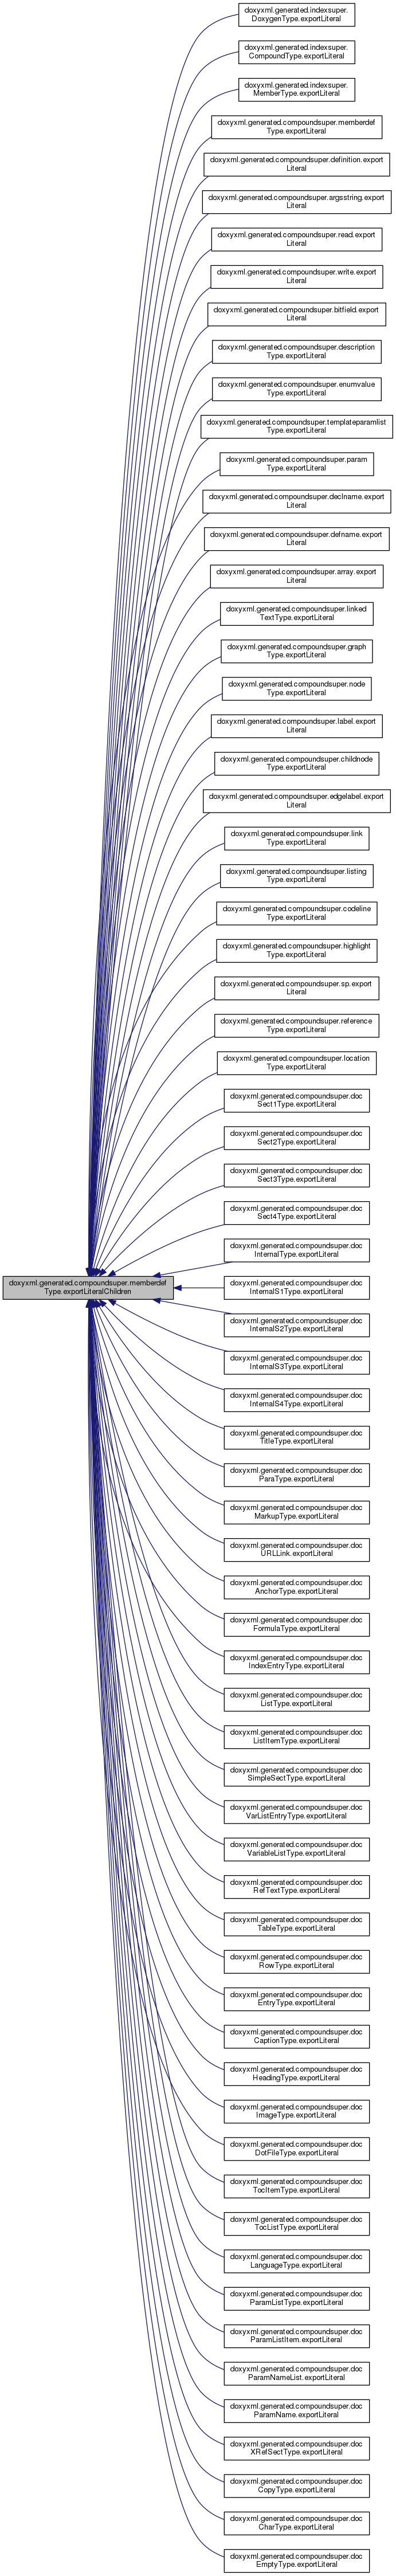 doxyxml.generated.indexsuper.
DoxygenType.exportLiteral
doxyxml.generated.indexsuper.
CompoundType.exportLiteral
doxyxml.generated.indexsuper.
MemberType.exportLiteral
doxyxml.generated.compoundsuper.memberdef
Type.exportLiteral
doxyxml.generated.compoundsuper.definition.export
Literal
doxyxml.generated.compoundsuper.argsstring.export
Literal
doxyxml.generated.compoundsuper.read.export
Literal
doxyxml.generated.compoundsuper.write.export
Literal
doxyxml.generated.compoundsuper.bitfield.export
Literal
doxyxml.generated.compoundsuper.description
Type.exportLiteral
doxyxml.generated.compoundsuper.enumvalue
Type.exportLiteral
doxyxml.generated.compoundsuper.templateparamlist
Type.exportLiteral
doxyxml.generated.compoundsuper.param
Type.exportLiteral
doxyxml.generated.compoundsuper.declname.export
Literal
doxyxml.generated.compoundsuper.defname.export
Literal
doxyxml.generated.compoundsuper.array.export
Literal
doxyxml.generated.compoundsuper.linked
TextType.exportLiteral
doxyxml.generated.compoundsuper.graph
Type.exportLiteral
doxyxml.generated.compoundsuper.node
Type.exportLiteral
doxyxml.generated.compoundsuper.label.export
Literal
doxyxml.generated.compoundsuper.childnode
Type.exportLiteral
doxyxml.generated.compoundsuper.edgelabel.export
Literal
doxyxml.generated.compoundsuper.link
Type.exportLiteral
doxyxml.generated.compoundsuper.listing
Type.exportLiteral
doxyxml.generated.compoundsuper.codeline
Type.exportLiteral
doxyxml.generated.compoundsuper.highlight
Type.exportLiteral
doxyxml.generated.compoundsuper.sp.export
Literal
doxyxml.generated.compoundsuper.reference
Type.exportLiteral
doxyxml.generated.compoundsuper.location
Type.exportLiteral
doxyxml.generated.compoundsuper.doc
Sect1Type.exportLiteral
doxyxml.generated.compoundsuper.doc
Sect2Type.exportLiteral
doxyxml.generated.compoundsuper.doc
Sect3Type.exportLiteral
doxyxml.generated.compoundsuper.doc
Sect4Type.exportLiteral
doxyxml.generated.compoundsuper.doc
InternalType.exportLiteral
doxyxml.generated.compoundsuper.memberdef
Type.exportLiteralChildren
doxyxml.generated.compoundsuper.doc
InternalS1Type.exportLiteral
doxyxml.generated.compoundsuper.doc
InternalS2Type.exportLiteral
doxyxml.generated.compoundsuper.doc
InternalS3Type.exportLiteral
doxyxml.generated.compoundsuper.doc
InternalS4Type.exportLiteral
doxyxml.generated.compoundsuper.doc
TitleType.exportLiteral
doxyxml.generated.compoundsuper.doc
ParaType.exportLiteral
doxyxml.generated.compoundsuper.doc
MarkupType.exportLiteral
doxyxml.generated.compoundsuper.doc
URLLink.exportLiteral
doxyxml.generated.compoundsuper.doc
AnchorType.exportLiteral
doxyxml.generated.compoundsuper.doc
FormulaType.exportLiteral
doxyxml.generated.compoundsuper.doc
IndexEntryType.exportLiteral
doxyxml.generated.compoundsuper.doc
ListType.exportLiteral
doxyxml.generated.compoundsuper.doc
ListItemType.exportLiteral
doxyxml.generated.compoundsuper.doc
SimpleSectType.exportLiteral
doxyxml.generated.compoundsuper.doc
VarListEntryType.exportLiteral
doxyxml.generated.compoundsuper.doc
VariableListType.exportLiteral
doxyxml.generated.compoundsuper.doc
RefTextType.exportLiteral
doxyxml.generated.compoundsuper.doc
TableType.exportLiteral
doxyxml.generated.compoundsuper.doc
RowType.exportLiteral
doxyxml.generated.compoundsuper.doc
EntryType.exportLiteral
doxyxml.generated.compoundsuper.doc
CaptionType.exportLiteral
doxyxml.generated.compoundsuper.doc
HeadingType.exportLiteral
doxyxml.generated.compoundsuper.doc
ImageType.exportLiteral
doxyxml.generated.compoundsuper.doc
DotFileType.exportLiteral
doxyxml.generated.compoundsuper.doc
TocItemType.exportLiteral
doxyxml.generated.compoundsuper.doc
TocListType.exportLiteral
doxyxml.generated.compoundsuper.doc
LanguageType.exportLiteral
doxyxml.generated.compoundsuper.doc
ParamListType.exportLiteral
doxyxml.generated.compoundsuper.doc
ParamListItem.exportLiteral
doxyxml.generated.compoundsuper.doc
ParamNameList.exportLiteral
doxyxml.generated.compoundsuper.doc
ParamName.exportLiteral
doxyxml.generated.compoundsuper.doc
XRefSectType.exportLiteral
doxyxml.generated.compoundsuper.doc
CopyType.exportLiteral
doxyxml.generated.compoundsuper.doc
CharType.exportLiteral
doxyxml.generated.compoundsuper.doc
EmptyType.exportLiteral